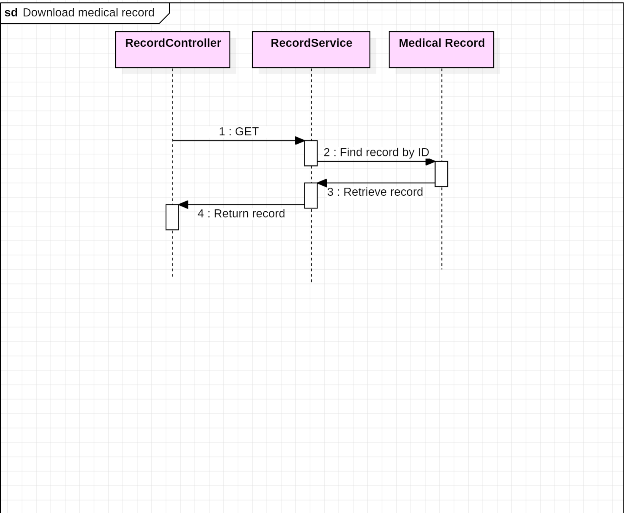 sd Download medical record
RecordController
RecordService
Medical Record
1 : GET
2 : Find record by ID
3 : Retrieve record
4 : Return record